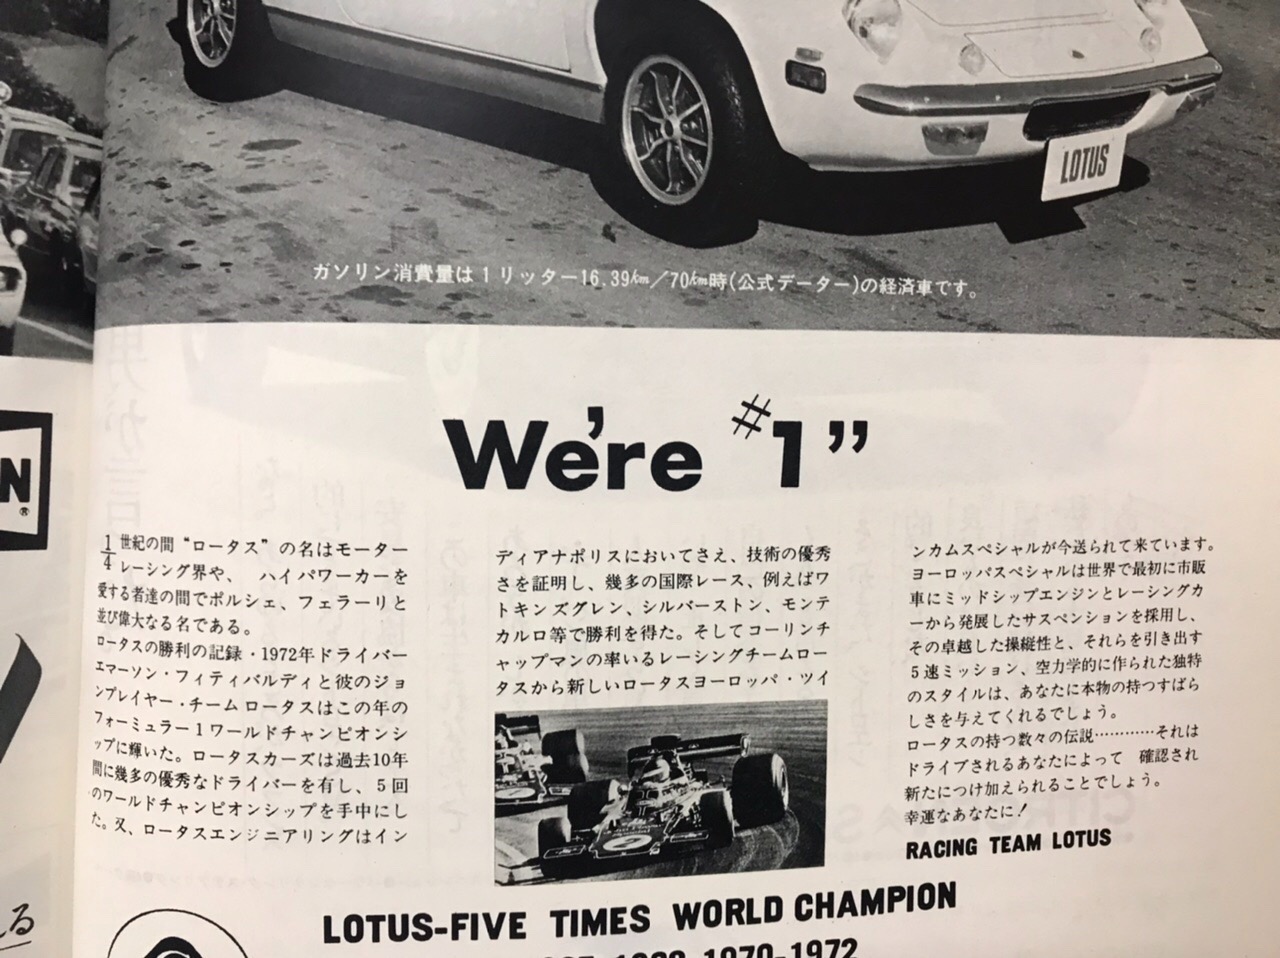 LOTUS
ガソリン消費量は1リッター16.39㎞/70㎞時(公式データー)の経済車です。
We're #1”
1/4世紀の間“ロータス”の名はモーター
レーシング界や、 ハイパワーカーを
愛する者達の間でポルシェ、フェラーリと
並び偉大なる名である。
ロータスの勝利の記録・1972年ドライバー
エマーソン・フィティバルディと彼のジョ
ンプレイヤー・チームロータスはこの年の
フォーミュラー1ワールドチャンピオンシ
ップに輝いた。ロータスカーズは過去10年
間に幾多の優秀なドライバーを有し、5回
のワールドチャンピオンシップを手中にし
た。又、ロータスエンジニアリングはイン
ディアナポリスにおいてさえ、技術の優秀
さを証明し、幾多の国際レース、例えばワ
トキンズグレン、シルバーストン、モンテ
カルロ等で勝利を得た。そしてコーリンチ
ャップマンの率いるレーシングチームロー
タスから新しいロータスヨーロッパ・ツイ
ンカムスペシャルが今送られて来ています。
ヨーロッパスペシャルは世界で最初に市販
車にミッドシップエンジンとレーシングカ
ーから発展したサスペンションを採用し、
その卓越した操縦性と、それらを引き出す
5速ミッション、空力学的に作られた独特
のスタイルは、あなたに本物の持つすばら
しさを与えてくれるでしょう。
ロータスの持つ数々の伝説…………それは
ドライブされるあなたによって 確認され
新たにつけ加えられることでしょう。
幸運なあなたに!
RACING TEAM LOTUS
LOTUS-FIVE TIMES WORLD CHAMPION
1970-1972
N®
える